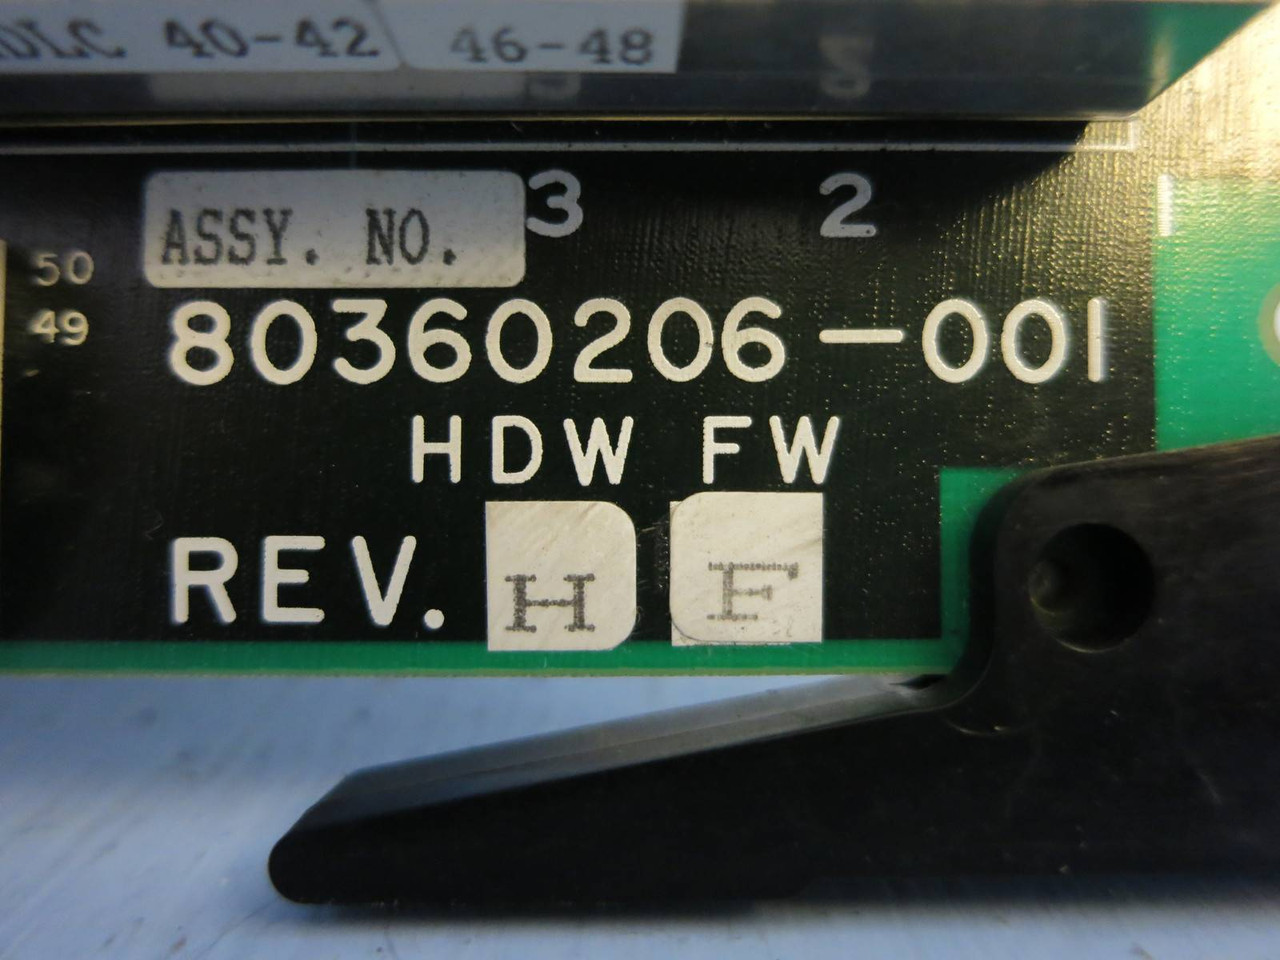 40-42 46-48
3 2
ASSY. NO.
50
49
80360206-001
HDW FW
REV. H F